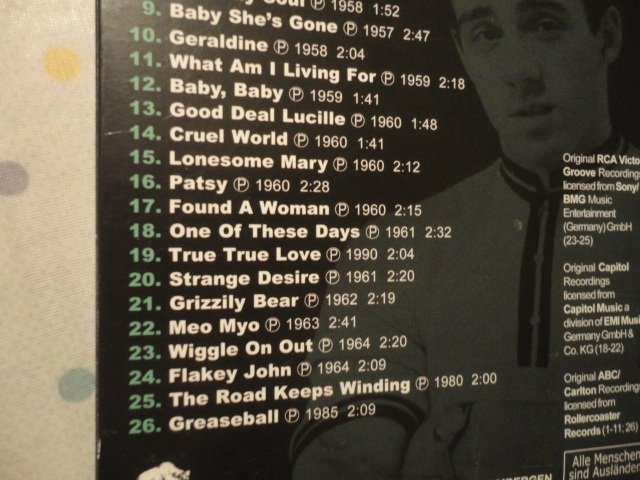 Soul ℗ 1958 1:52
9. Baby She's Gone ℗ 1957 2:47
10. Geraldine ℗ 1958 2:04
11. What Am I Living For ℗ 1959 2:18
12. Baby, Baby ℗ 1959 1:41
13. Good Deal Lucille ℗ 1960 1:48
14. Cruel World ℗ 1960 1:41
15. Lonesome Mary ℗ 1960 2:12
16. Patsy ℗ 1960 2:28
17. Found A Woman ℗ 1960 2:15
18. One Of These Days ℗ 1961 2:32
19. True True Love ℗ 1990 2:04
20. Strange Desire ℗ 1961 2:20
21. Grizzily Bear ℗ 1962 2:19
22. Meo Myo ℗ 1963 2:41
23. Wiggle On Out ℗ 1964 2:20
24. Flakey John ℗ 1964 2:09
25. The Road Keeps Winding ℗ 1980 2:00
26. Greaseball ℗ 1985 2:09
Original RCA Victo
Groove Recordings
licensed from Sony/
BMG Music
Entertainment
(Germany) GmbH
(23-25)
Original Capitol
Recordings
licensed from
Capitol Music a
division of EMI Musi
Germany GmbH &
Co. KG (18-22)
Original ABC/
Carlton Recordings
licensed from
Rollercoaster
Records (1-11; 26)
Alle Menschen
sind Ausländer